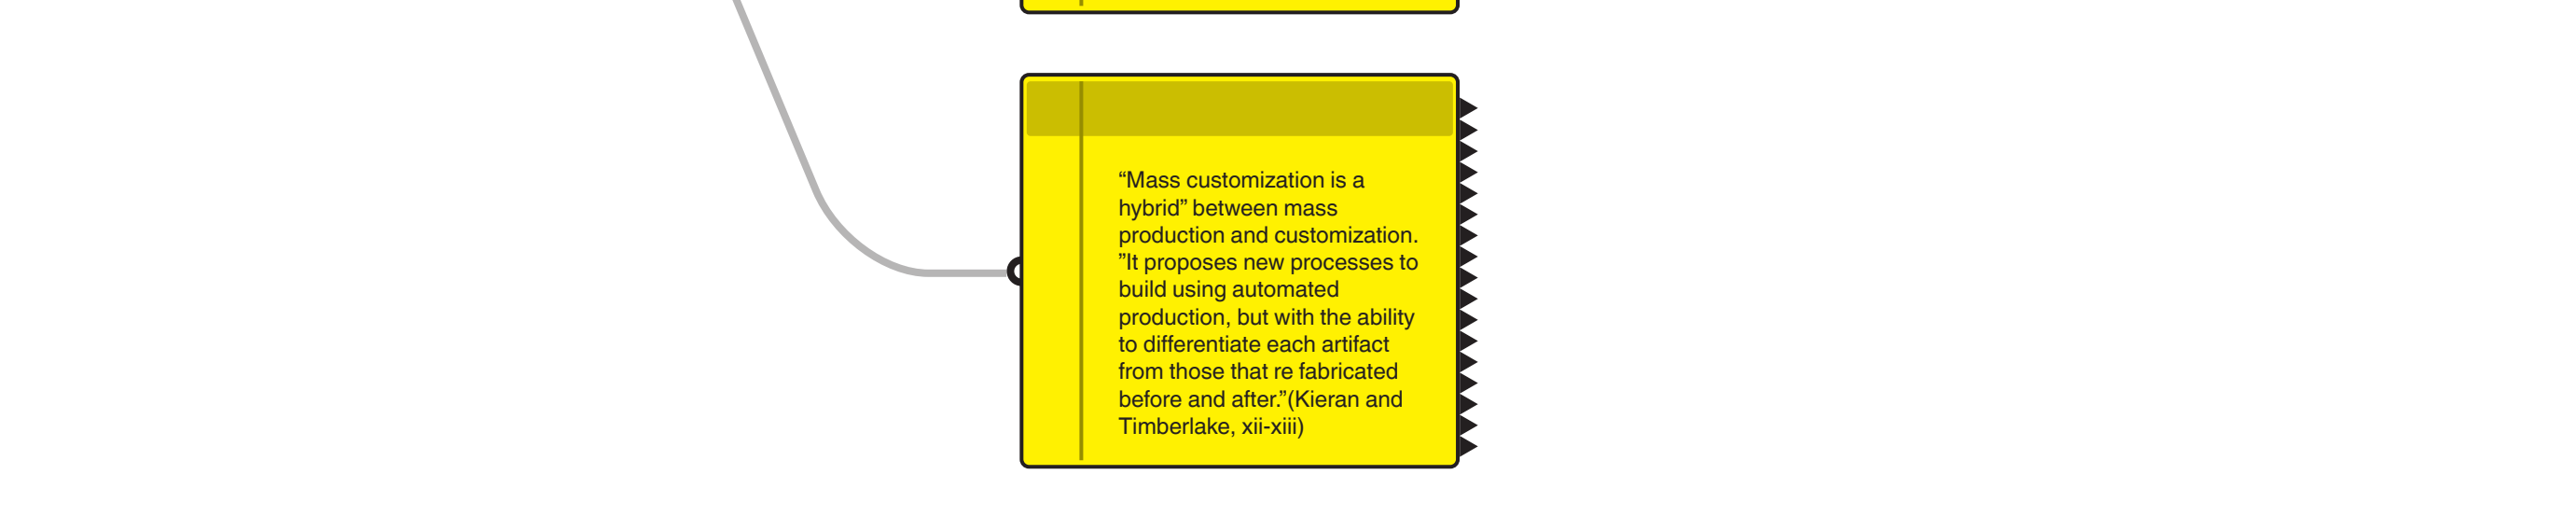 “Mass customization is a
hybrid” between mass
production and customization.
”It proposes new processes to
build using automated
production, but with the ability
to differentiate each artifact
from those that re fabricated
before and after.”(Kieran and
Timberlake, xii-xiii)